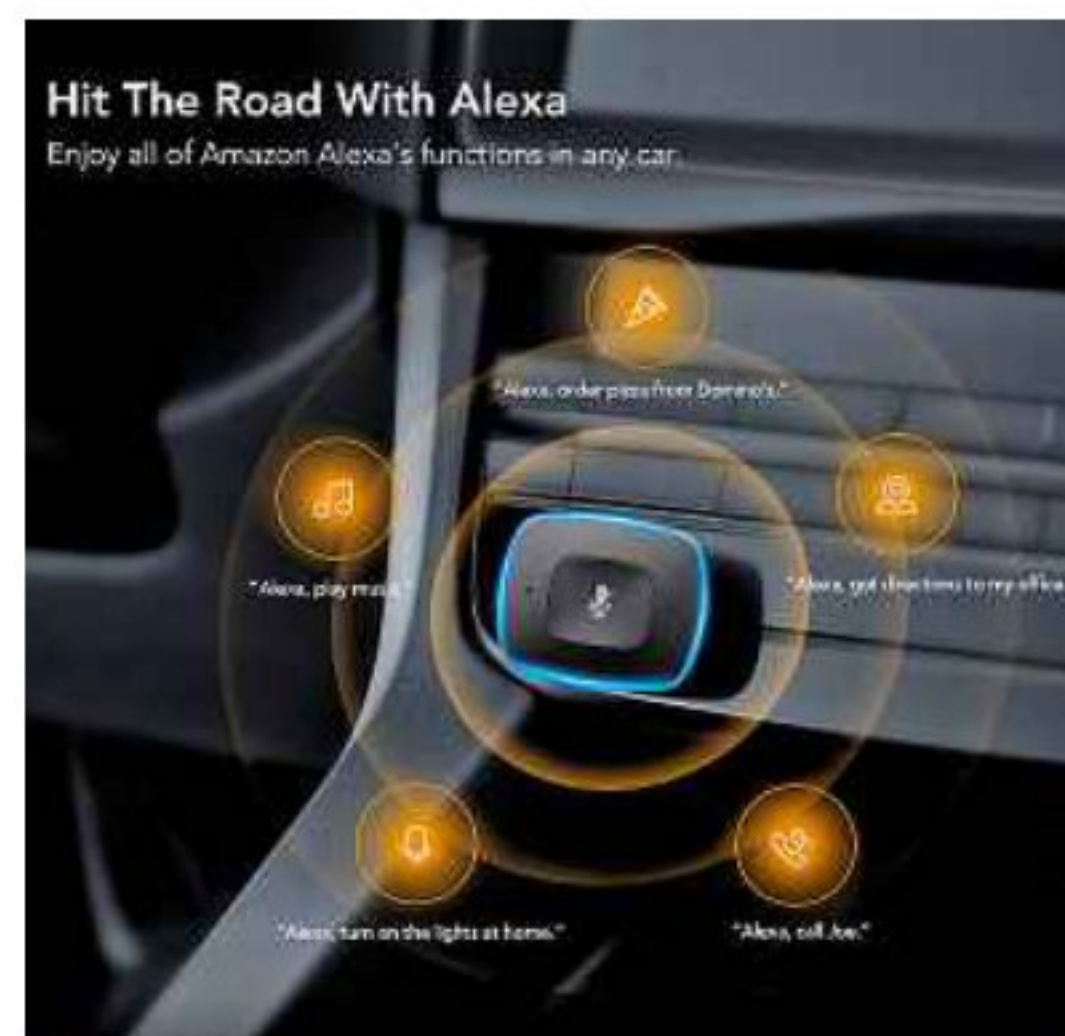 Hit The Road With Alexa
Enjoy all of Amazon Alexa's functions in any car.
"Alexa, order pizza from Domino's."
"Alexa, play music."
"Alexa, got directions to my office
"Alexa, turn on the lights at home."
"Alexa, call Joe."